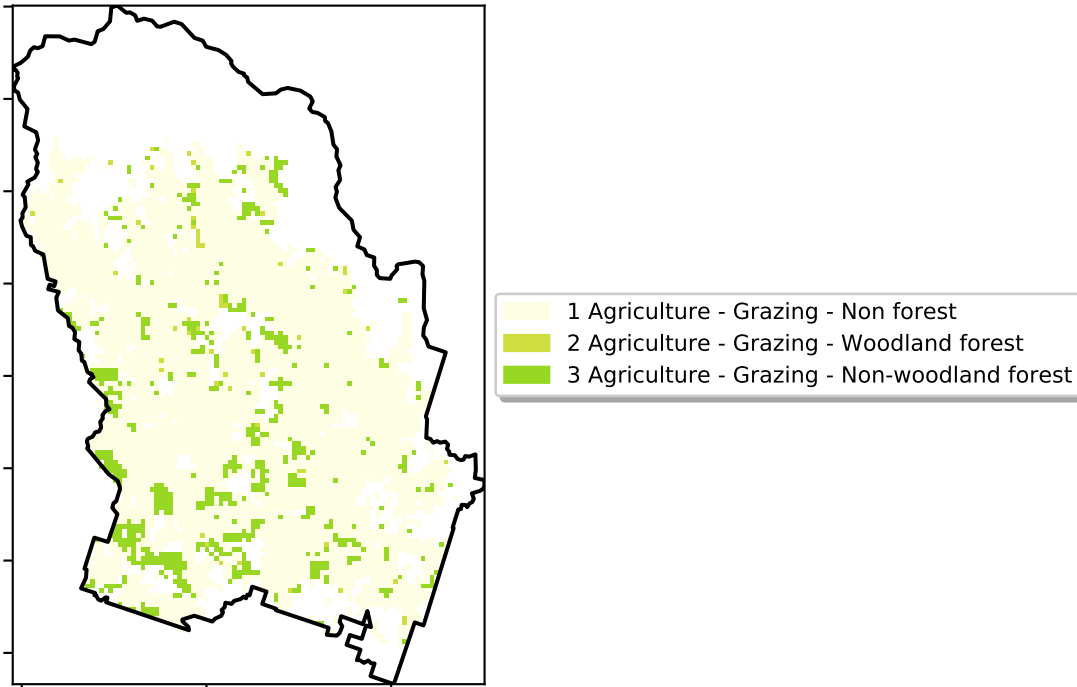 1 Agriculture - Grazing - Non forest
2 Agriculture - Grazing - Woodland forest
3 Agriculture - Grazing - Non-woodland forest